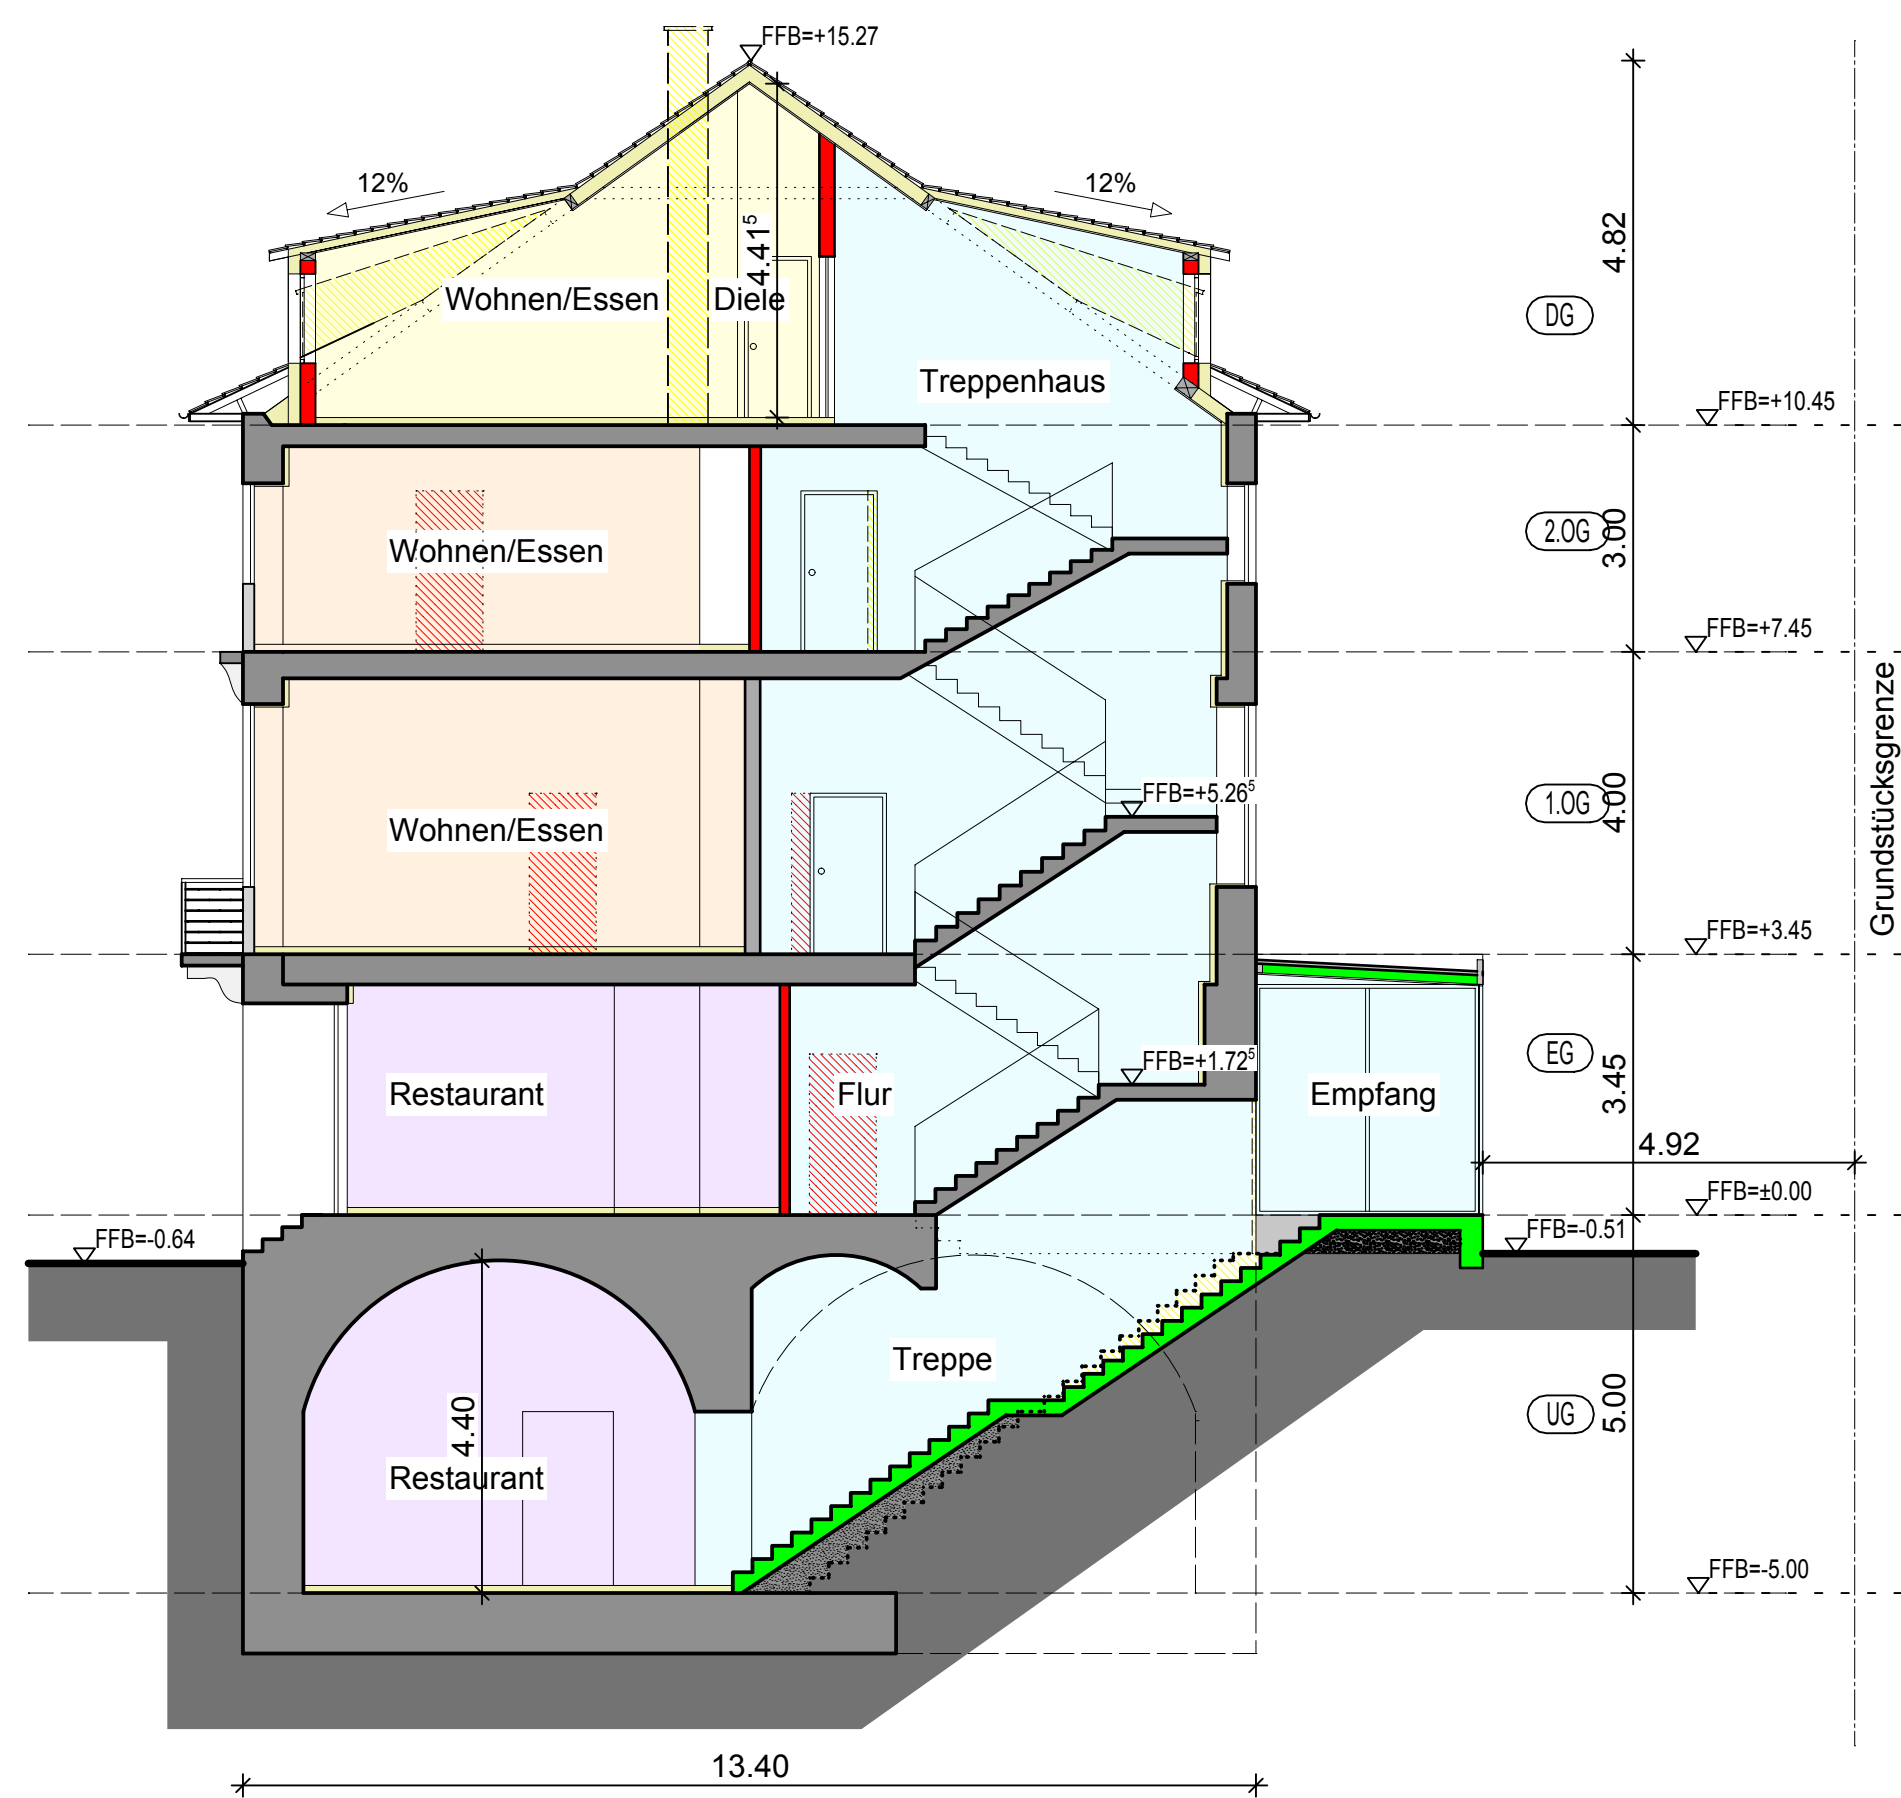 FFB=+15.27
12%
12%
4.82
4.41⁵
Wohnen/Essen
Diele
DG
Treppenhaus
FFB=+10.45
2.OG
3.00
Wohnen/Essen
FFB=+7.45
Grundstücksgrenze
FFB=+5.26⁵
1.OG
4.00
Wohnen/Essen
FFB=+3.45
EG
FFB=+1.72⁵
3.45
Restaurant
Flur
Empfang
4.92
FFB=±0.00
FFB=-0.64
FFB=-0.51
Treppe
UG
5.00
4.40
Restaurant
FFB=-5.00
13.40